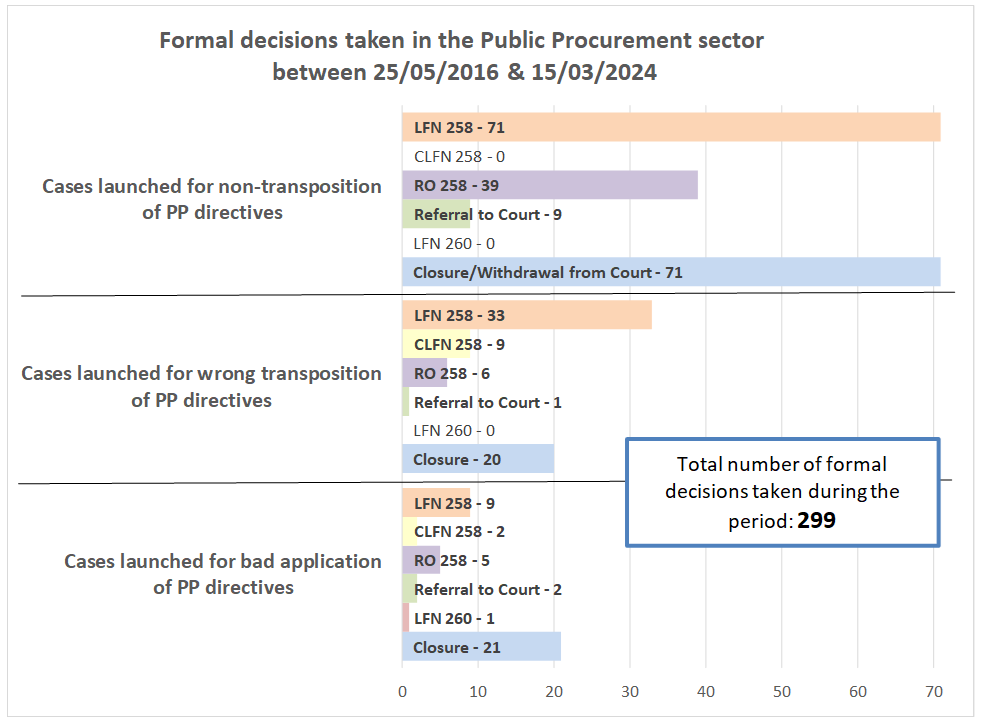 Formal decisions taken in the Public Procurement sector
between 25/05/2016 & 15/03/2024
Cases launched for non-transposition
of PP directives
LFN 258 - 71
CLFN 258 - 0
RO 258 - 39
Referral to Court - 9
LFN 260 - 0
Closure/Withdrawal from Court - 71
Cases launched for wrong transposition
of PP directives
LFN 258 - 33
CLFN 258 - 9
RO 258 - 6
Referral to Court - 1
LFN 260 - 0
Closure - 20
Cases launched for bad application
of PP directives
LFN 258 - 9
CLFN 258 - 2
RO 258 - 5
Referral to Court - 2
LFN 260 - 1
Closure - 21
Total number of formal
decisions taken during the
period: 299
0 10 20 30 40 50 60 70